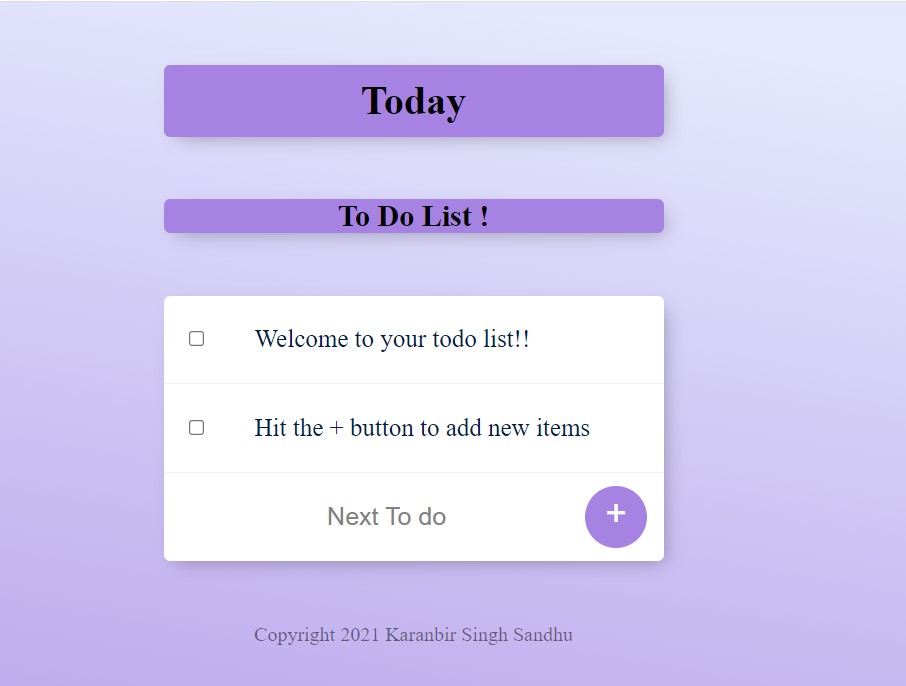 Today
To Do List !
Welcome to your todo list!!
Hit the + button to add new items
Next To do
+
Copyright 2021 Karanbir Singh Sandhu